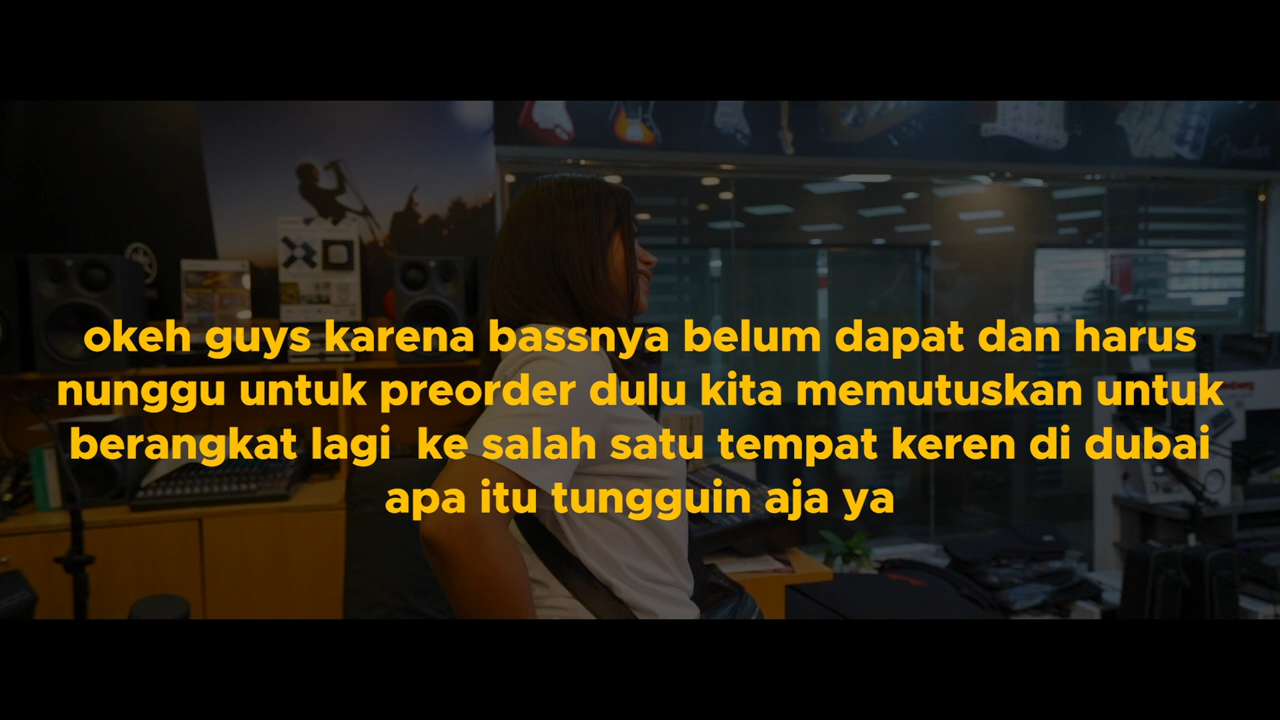 okeh guys karena bassnya belum dapat dan harus
nunggu untuk preorder dulu kita memutuskan untuk
berangkat lagi  ke salah satu tempat keren di dubai
apa itu tungguin aja ya